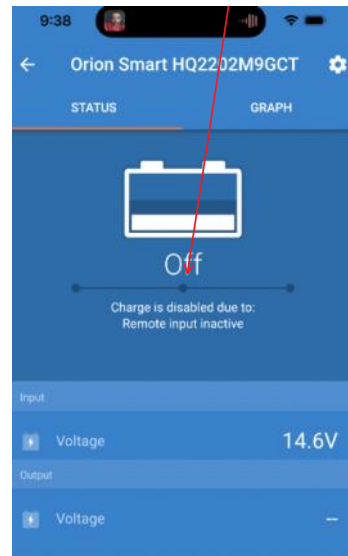 9:38
Orion Smart HQ2202M9GCT
STATUS GRAPH
Off
Charge is disabled due to:
Remote input inactive
Input
Voltage 14.6V
Output
Voltage --